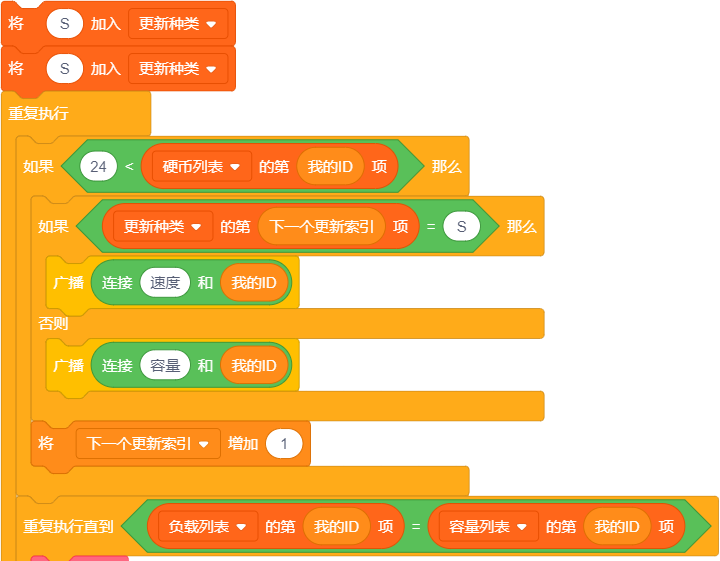 将 S 加入 更新种类
将 S 加入 更新种类
重复执行
如果 24 < 硬币列表 的第 我的ID 项 那么
如果 更新种类 的第 下一个更新索引 项 = S 那么
广播 连接 速度 和 我的ID
否则
广播 连接 容量 和 我的ID
将 下一个更新索引 增加 1
重复执行直到 负载列表 的第 我的ID 项 = 容量列表 的第 我的ID 项